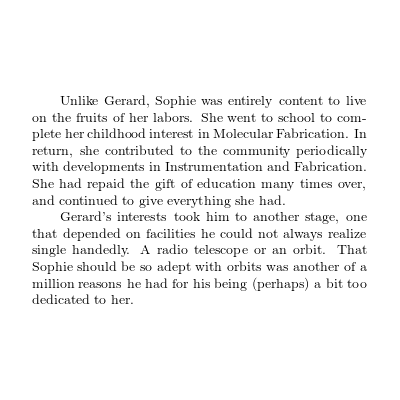 Unlike Gerard, Sophie was entirely content to live
on the fruits of her labors. She went to school to com-
plete her childhood interest in Molecular Fabrication. In
return, she contributed to the community periodically
with developments in Instrumentation and Fabrication.
She had repaid the gift of education many times over,
and continued to give everything she had.
Gerard's interests took him to another stage, one
that depended on facilities he could not always realize
single handedly. A radio telescope or an orbit. That
Sophie should be so adept with orbits was another of a
million reasons he had for his being (perhaps) a bit too
dedicated to her.